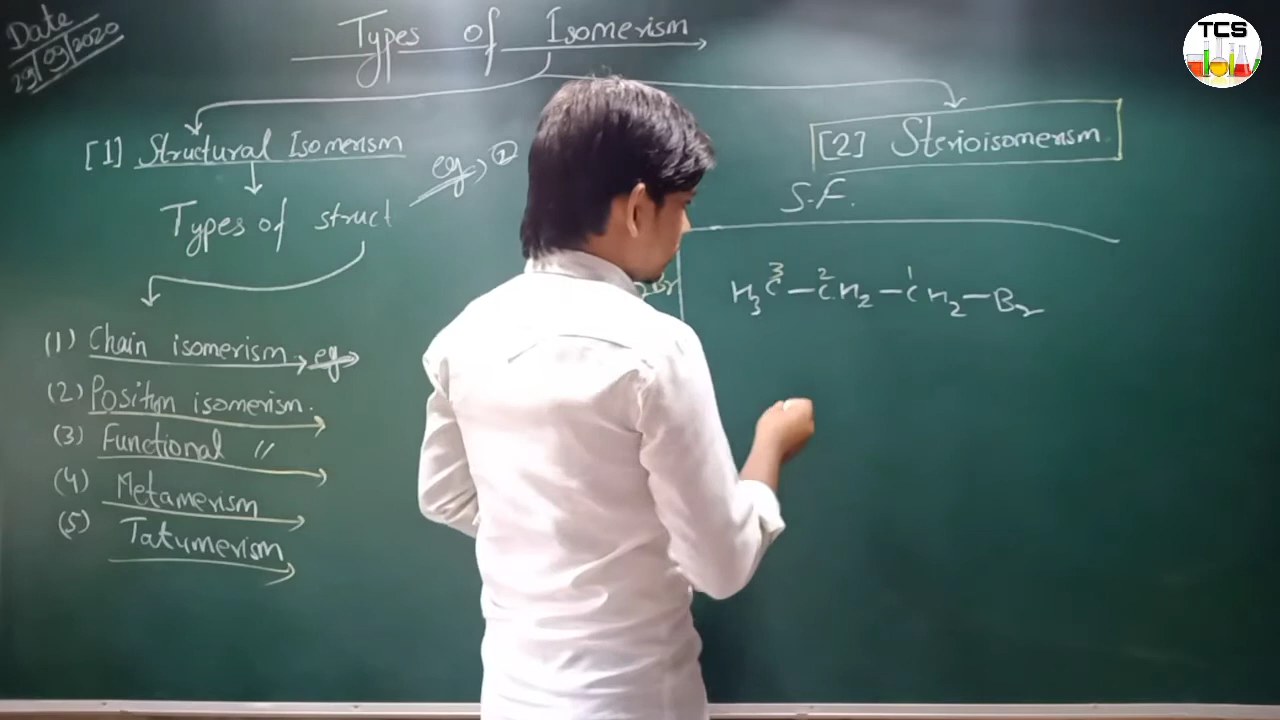 Date
29/09/2020
Types of Isomerism
TCS
[1] Structural Isomerism
eg, ②
[2] Sterioisomerism
Types of struct
S.F.
H₃C³ – C²H₂ – C¹H₂ – Br
(1) Chain isomerism eg
(2) Position isomerism.
(3) Functional "
(4) Metamerism
(5) Tatumerism